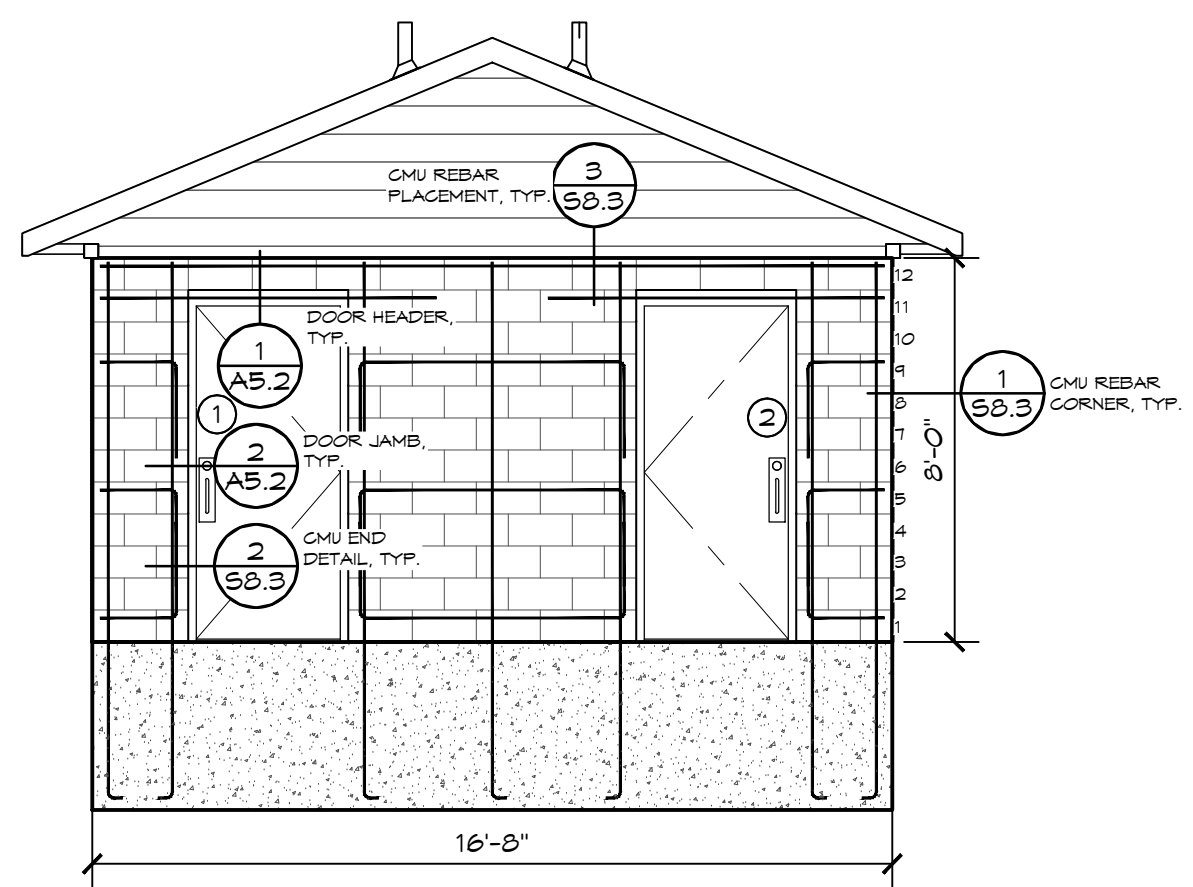 CMU REBAR
PLACEMENT, TYP.
3
S8.3
DOOR HEADER,
TYP.
1
A5.2
1
2
DOOR JAMB,
TYP.
2
A5.2
CMU END
DETAIL, TYP.
2
S8.3
12
11
10
9
8
7
6
5
4
3
2
1
8'-0"
1
S8.3
CMU REBAR
CORNER, TYP.
16'-8"